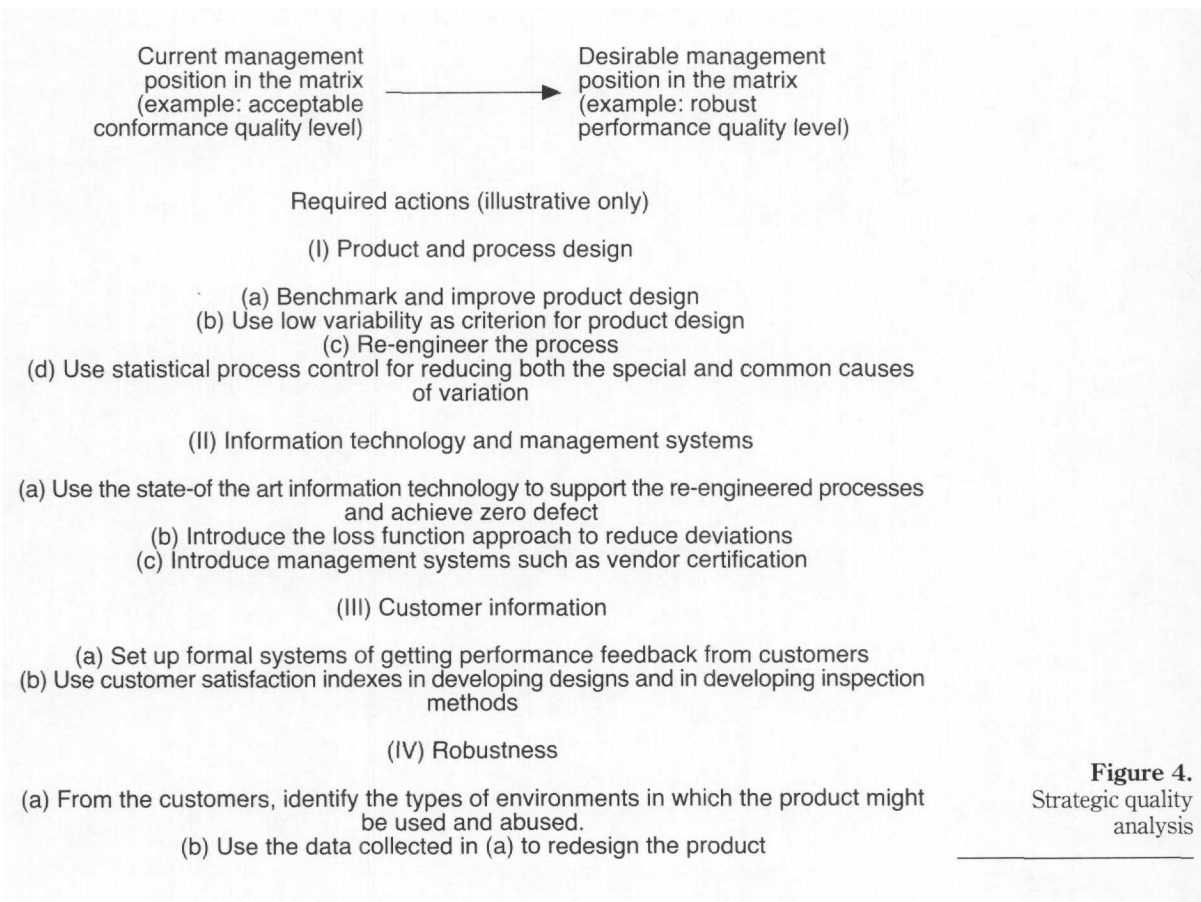 Current management
position in the matrix
(example: acceptable
conformance quality level)
Desirable management
position in the matrix
(example: robust
performance quality level)
Required actions (illustrative only)
(I) Product and process design
(a) Benchmark and improve product design
(b) Use low variability as criterion for product design
(c) Re-engineer the process
(d) Use statistical process control for reducing both the special and common causes
of variation
(II) Information technology and management systems
(a) Use the state-of the art information technology to support the re-engineered processes
and achieve zero defect
(b) Introduce the loss function approach to reduce deviations
(c) Introduce management systems such as vendor certification
(III) Customer information
(a) Set up formal systems of getting performance feedback from customers
(b) Use customer satisfaction indexes in developing designs and in developing inspection
methods
(IV) Robustness
(a) From the customers, identify the types of environments in which the product might
be used and abused.
(b) Use the data collected in (a) to redesign the product
Figure 4.
Strategic quality
analysis